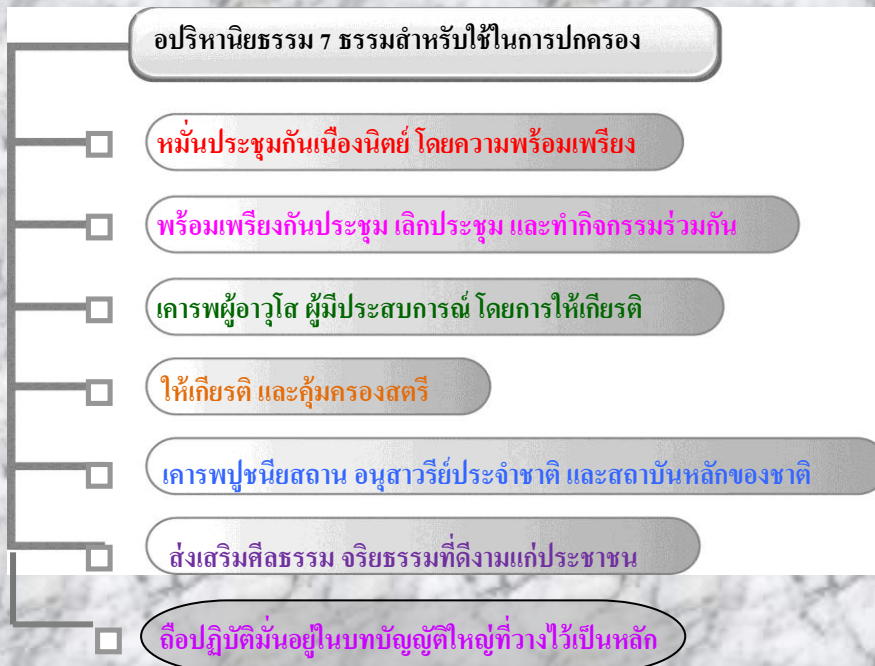 อปริหานิยธรรม 7 ธรรมสำหรับใช้ในการปกครอง
หมั่นประชุมกันเนืองนิตย์ โดยความพร้อมเพรียง
พร้อมเพรียงกันประชุม เลิกประชุม และทำกิจกรรมร่วมกัน
เคารพผู้อาวุโส ผู้มีประสบการณ์ โดยการให้เกียรติ
ให้เกียรติ และคุ้มครองสตรี
เคารพปูชนียสถาน อนุสาวรีย์ประจำชาติ และสถาบันหลักของชาติ
ส่งเสริมศีลธรรม จริยธรรมที่ดีงามแก่ประชาชน
ถือปฏิบัติมั่นอยู่ในบทบัญญัติใหญ่ที่วางไว้เป็นหลัก